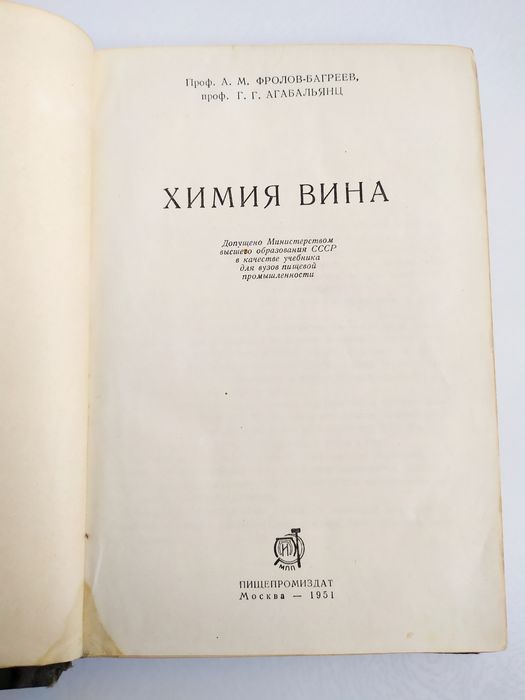 Проф. А. М. ФРОЛОВ-БАГРЕЕВ,
проф. Г. Г. АГАБАЛЬЯНЦ
ХИМИЯ ВИНА
Допущено Министерством
высшего образования СССР
в качестве учебника
для вузов пищевой
промышленности
МПП
ПИЩЕПРОМИЗДАТ
Москва — 1951